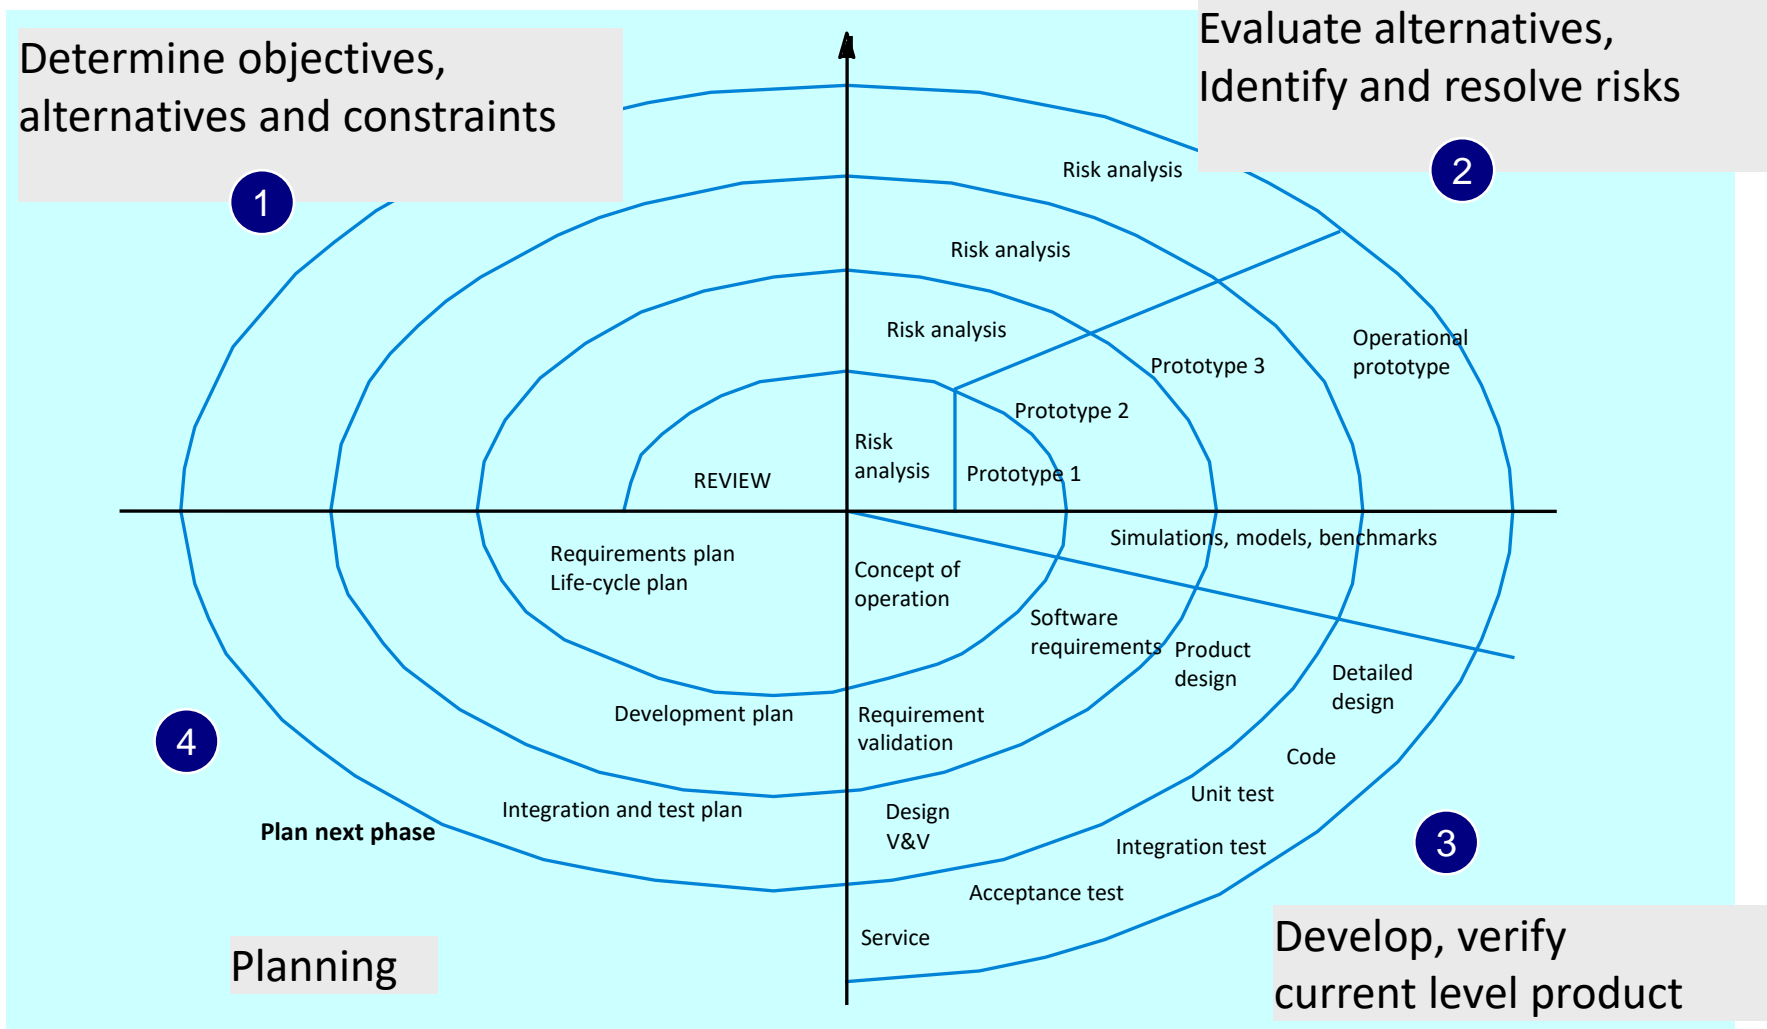 Determine objectives,
alternatives and constraints
1
Evaluate alternatives,
Identify and resolve risks
2
Risk analysis
Risk analysis
Risk analysis
Operational
prototype
Prototype 3
Prototype 2
Risk
analysis
Prototype 1
REVIEW
Requirements plan
Life-cycle plan
Simulations, models, benchmarks
Concept of
operation
Software
requirements
Product
design
Detailed
design
Development plan
Requirement
validation
4
Code
Unit test
Integration and test plan
Plan next phase
Design
V&V
Integration test
3
Acceptance test
Service
Planning
Develop, verify
current level product